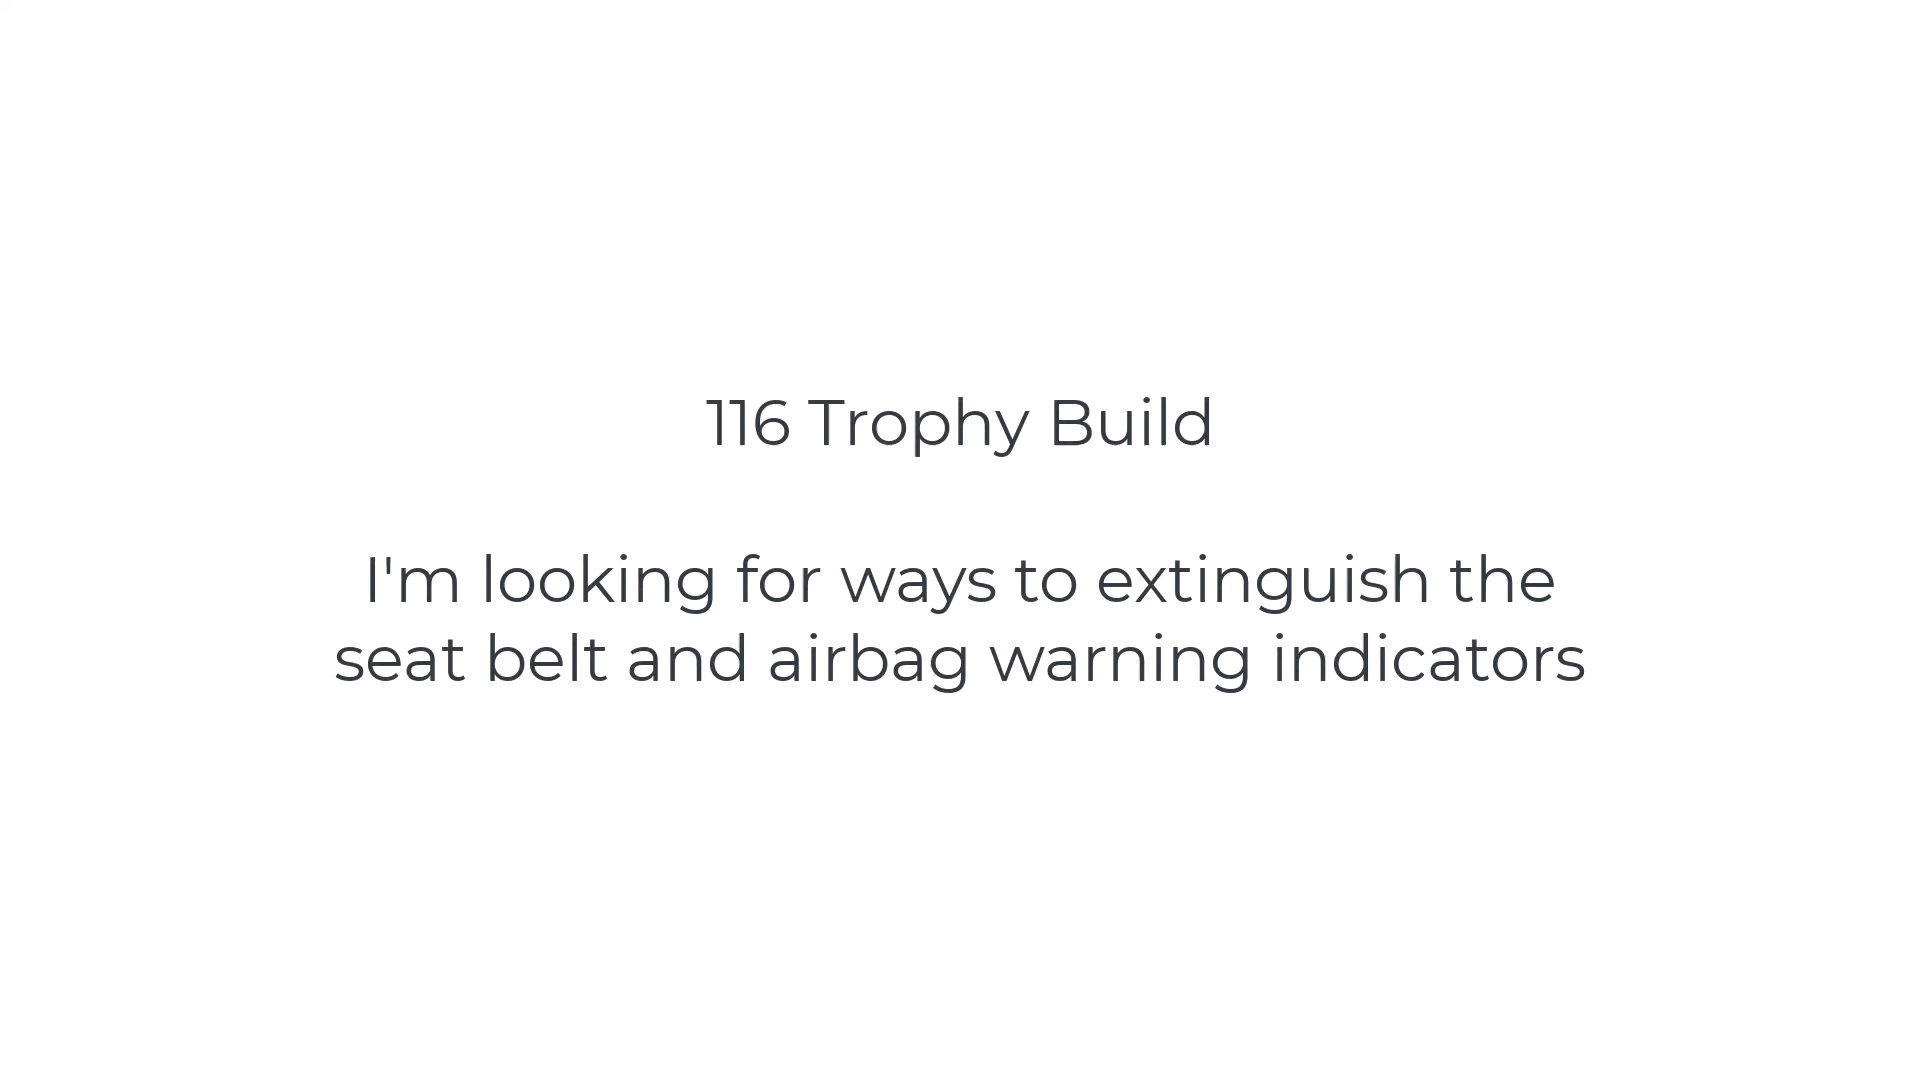 116 Trophy Build
I'm looking for ways to extinguish the
seat belt and airbag warning indicators